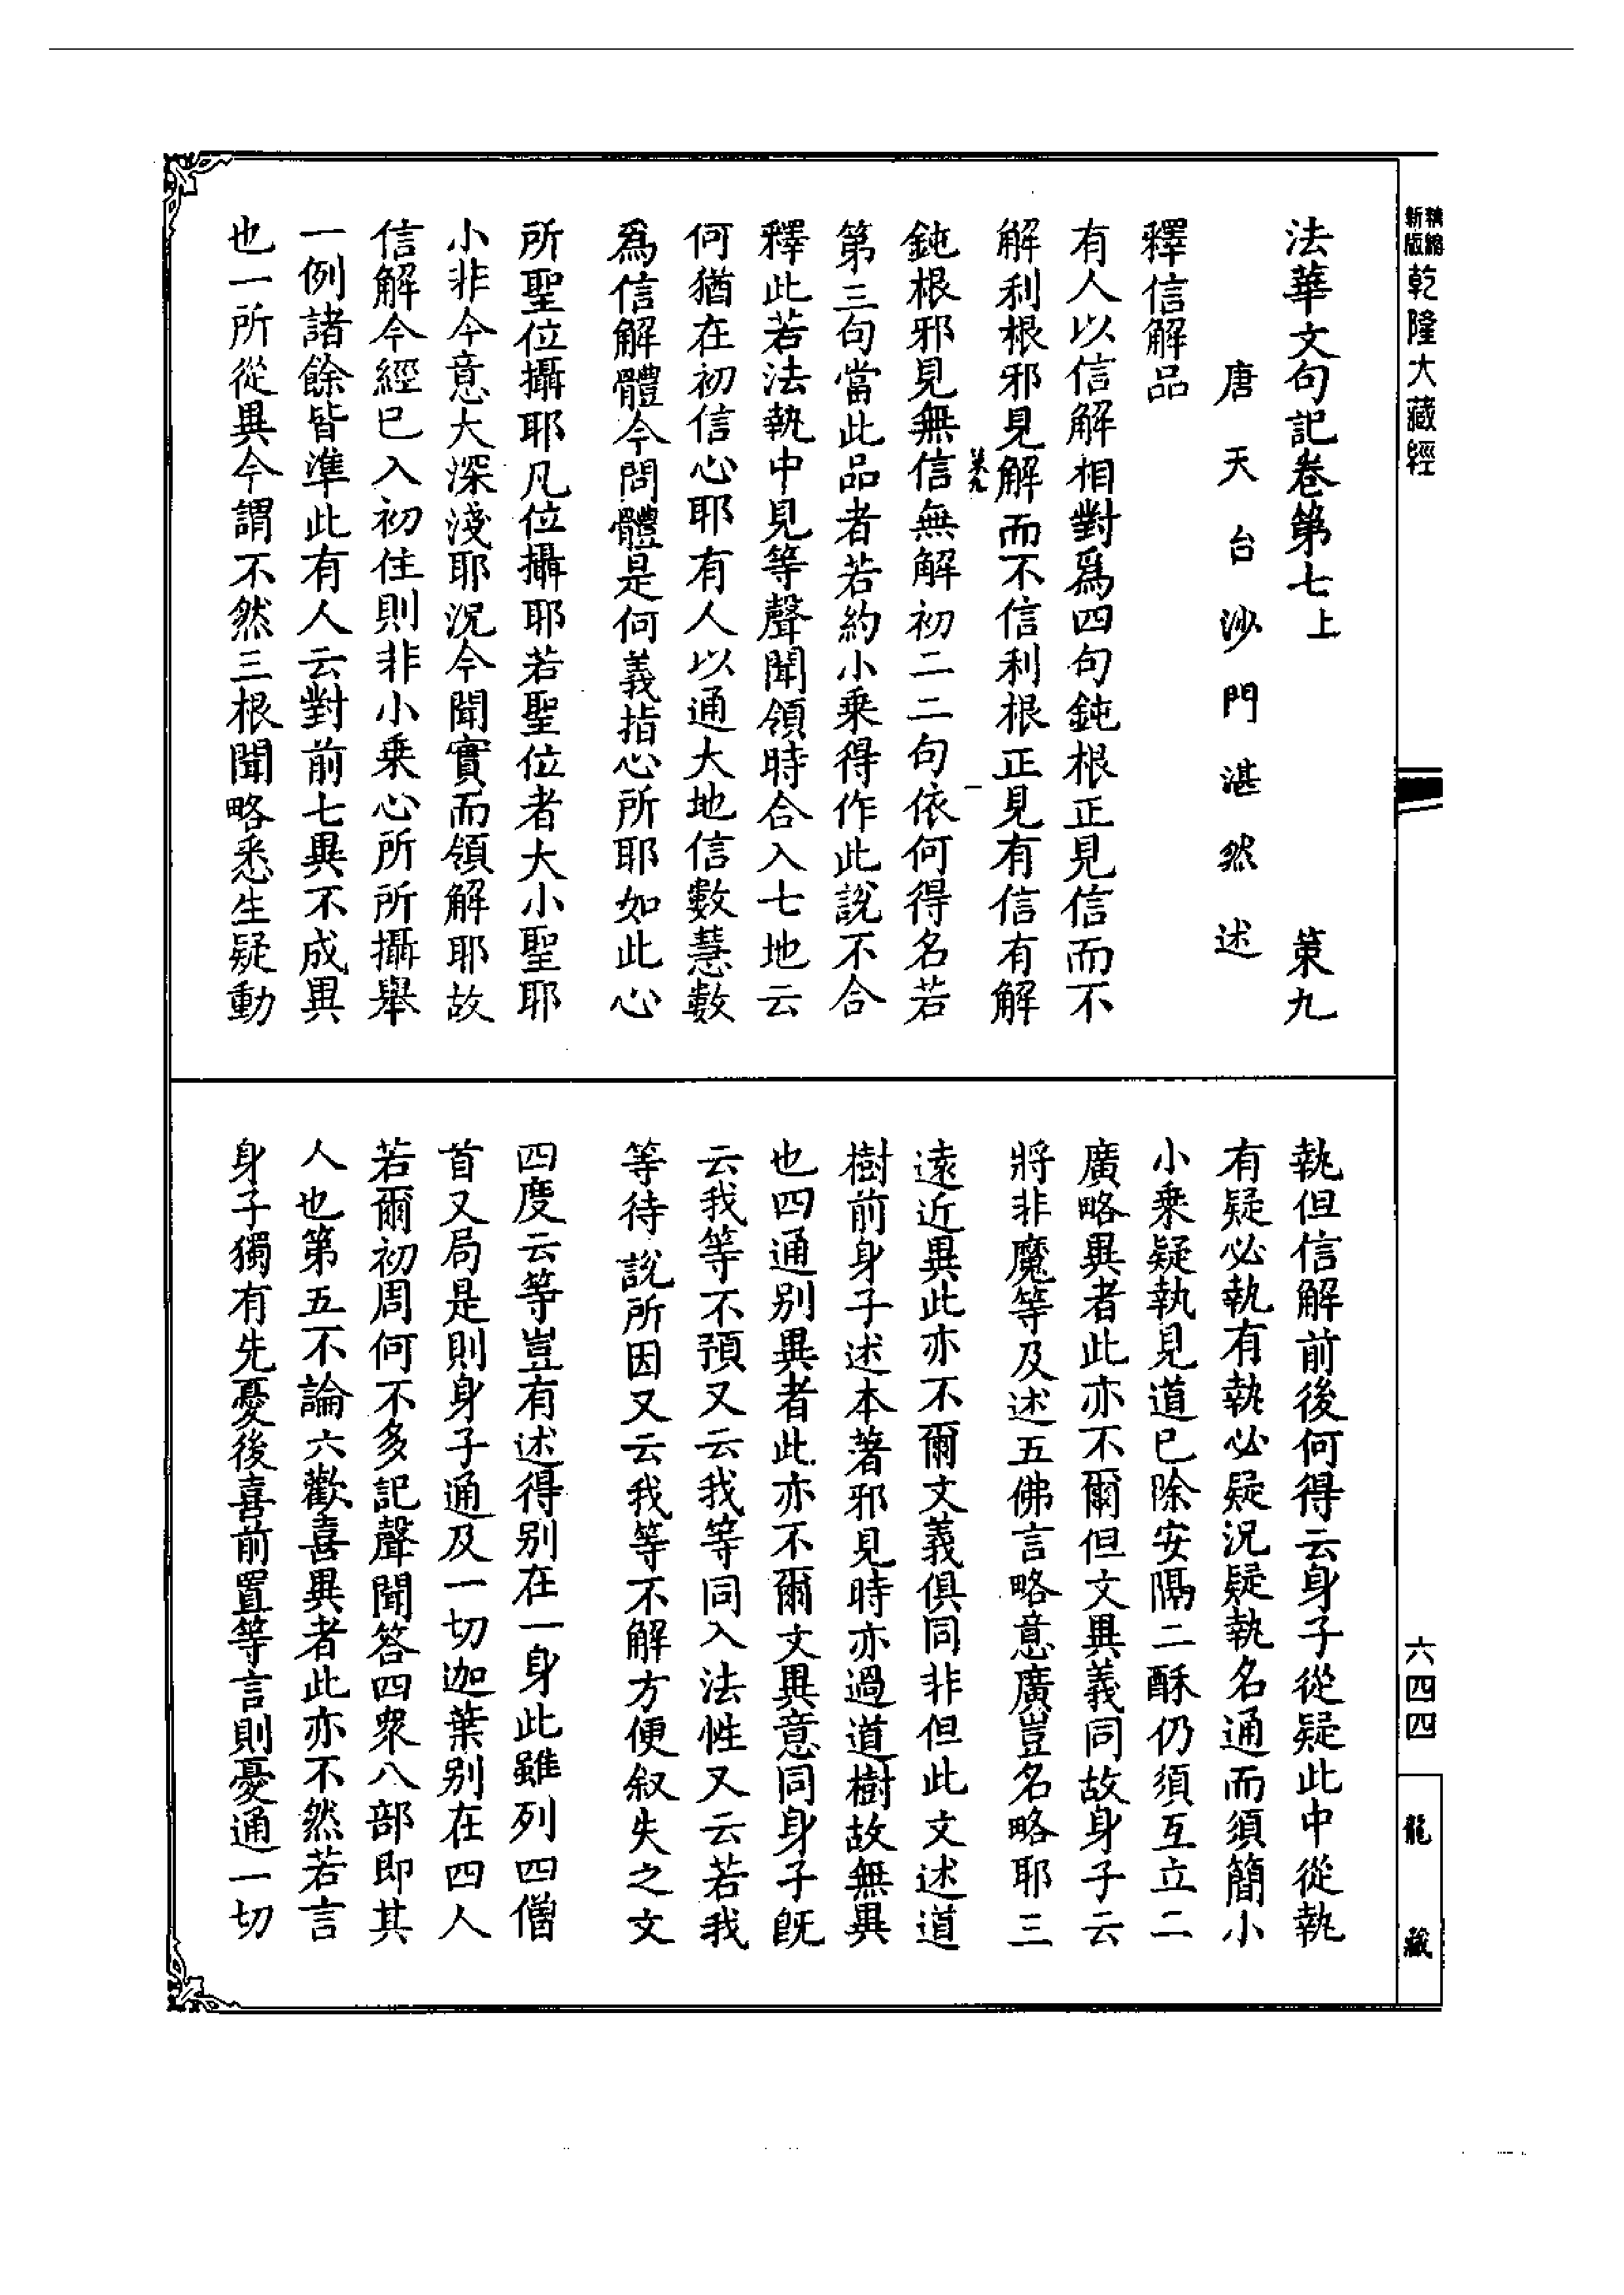 新版精縮乾隆大藏經
法華文句記卷第七上　策九
唐天台沙門湛然述
釋信解品
有人以信解相對爲四句鈍根正見信而不
解利根邪見解而不信利根正見有信有解
策九
一
鈍根邪見無信無解初二二句依何得名若
第三句當此品者若約小乘得作此說不合
釋此若法執中見等聲聞領時合入七地云
何猶在初信心耶有人以通大地信數慧數
爲信解體今問體是何義指心所耶如此心
所聖位攝耶凡位攝耶若聖位者大小聖耶
小非今意大深淺耶況今聞實而領解耶故
信解今經已入初住則非小乘心所所攝舉
一例諸餘皆準此有人云對前七異不成異
也一所從異今謂不然三根聞略悉生疑動
執但信解前後何得云身子從疑此中從執
有疑必執有執必疑況疑執名通而須簡小
小乘疑執見道已除安隔二酥仍須互立二
廣略異者此亦不爾但文異義同故身子云
將非魔等及述五佛言略意廣豈名略耶三
遠近異此亦不爾文義俱同非但此文述道
樹前身子述本著邪見時亦過道樹故無異
也四通別異者此亦不爾文異意同身子既
云我等不預又云我等同入法性又云若我
等待說所因又云我等不解方便叙失之文
四度云等豈有述得別在一身此雖列四僧
首又局是則身子通及一切迦葉別在四人
若爾初周何不多記聲聞答四衆八部即其
人也第五不論六歡喜異者此亦不然若言
身子獨有先憂後喜前置等言則憂通一切
六四四
龍藏